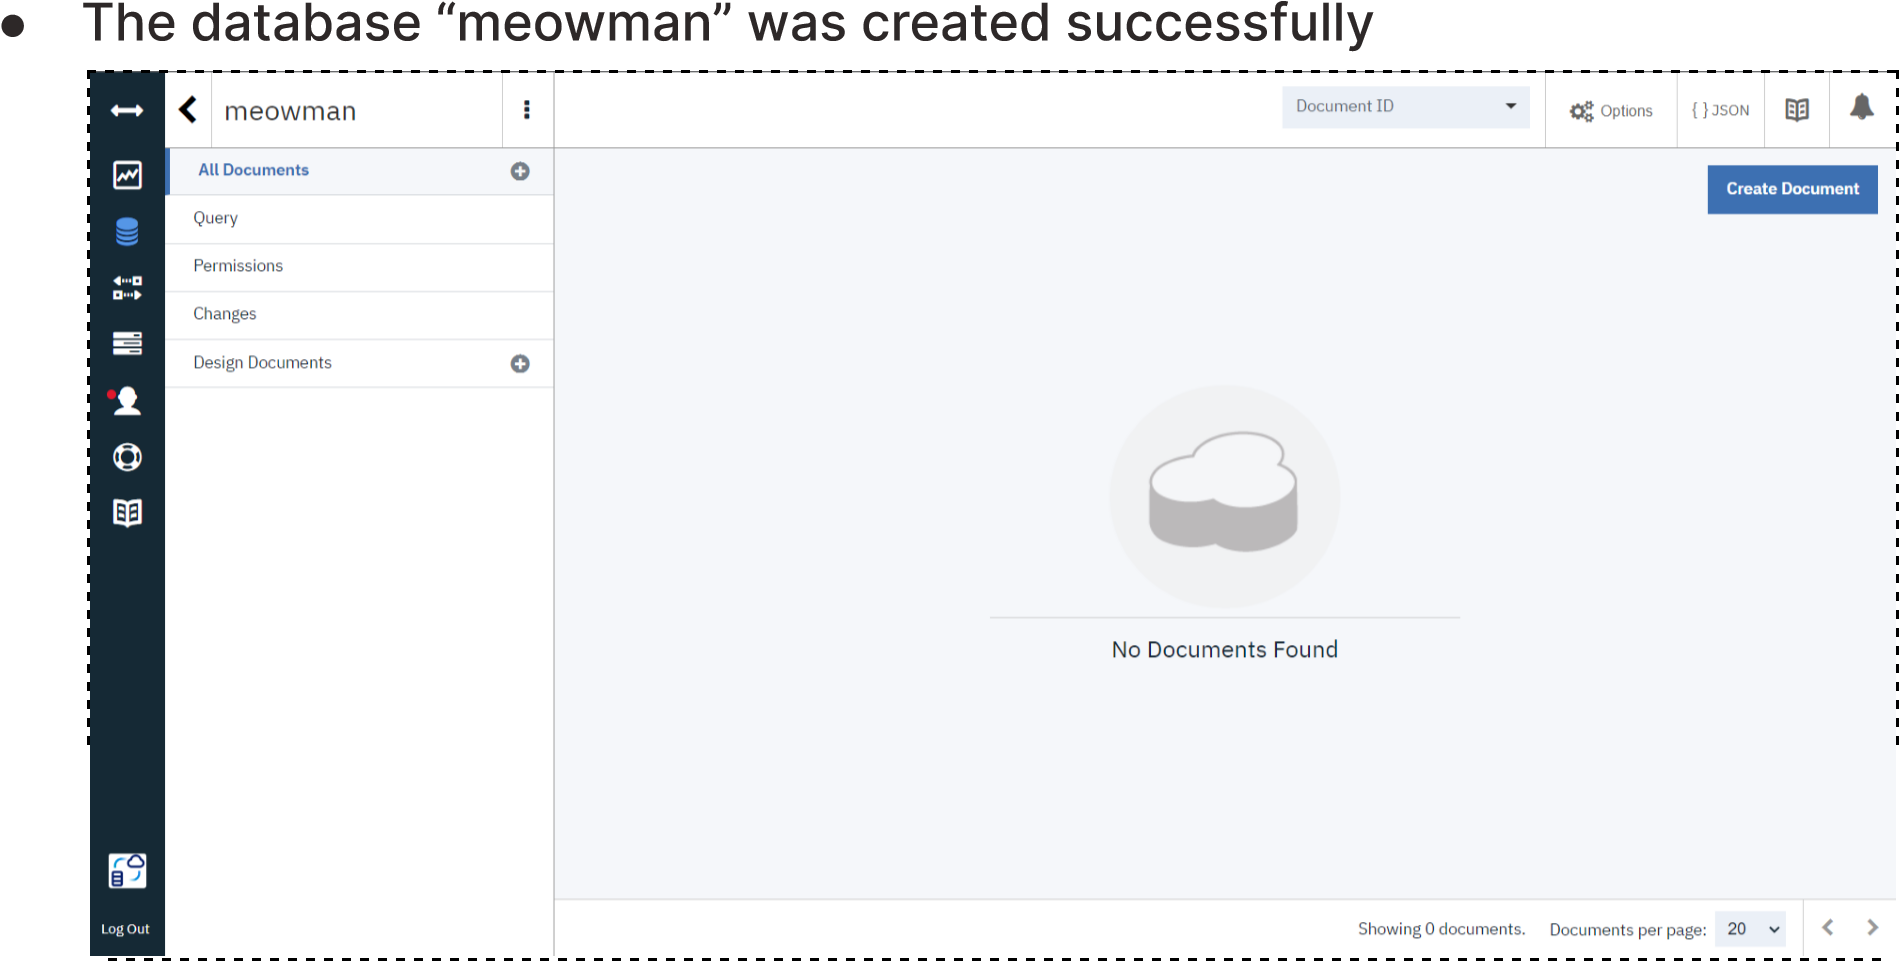 ● The database “meowman” was created successfully
meowman
Document ID
Options
{ } JSON
All Documents
Create Document
Query
Permissions
Changes
Design Documents
No Documents Found
Log Out
Showing 0 documents.
Documents per page: 20